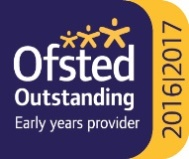 Ofsted
Outstanding
Early years provider
2016|2017